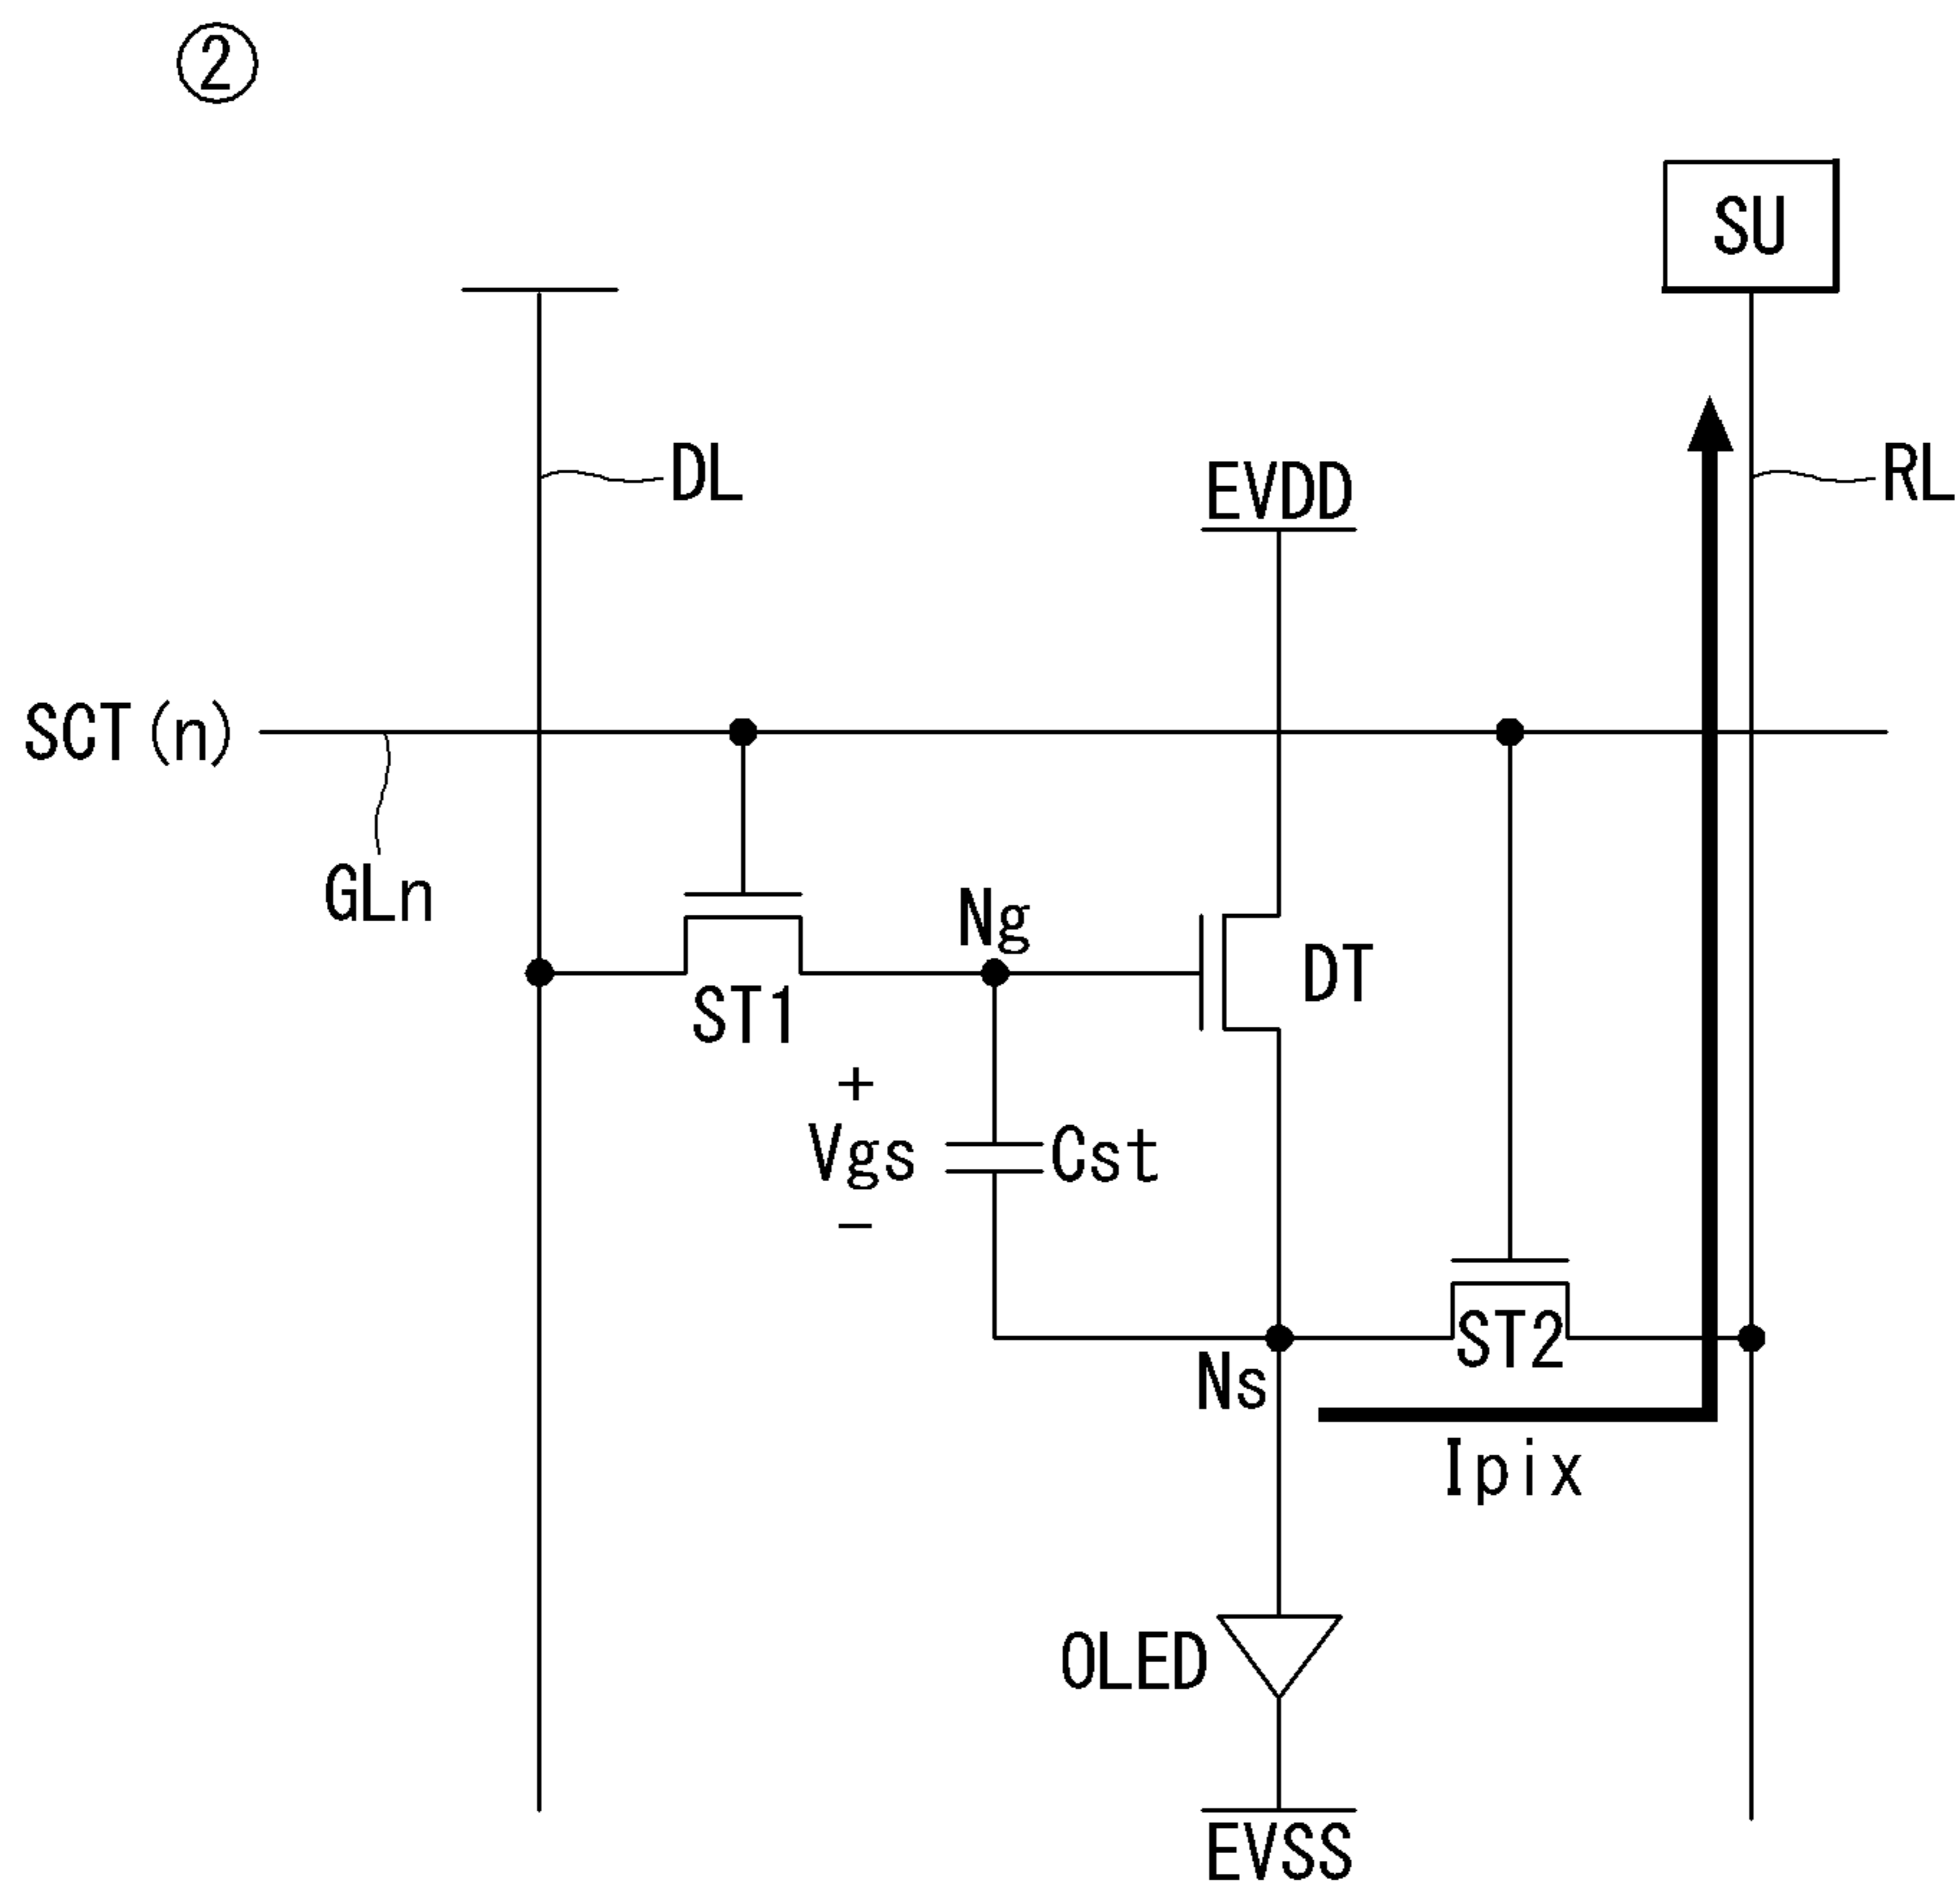 ②
SU
DL
EVDD
RL
SCT(n)
GLn
Ng
DT
ST1
+
Vgs
Cst
−
ST2
Ns
Ipix
OLED
EVSS